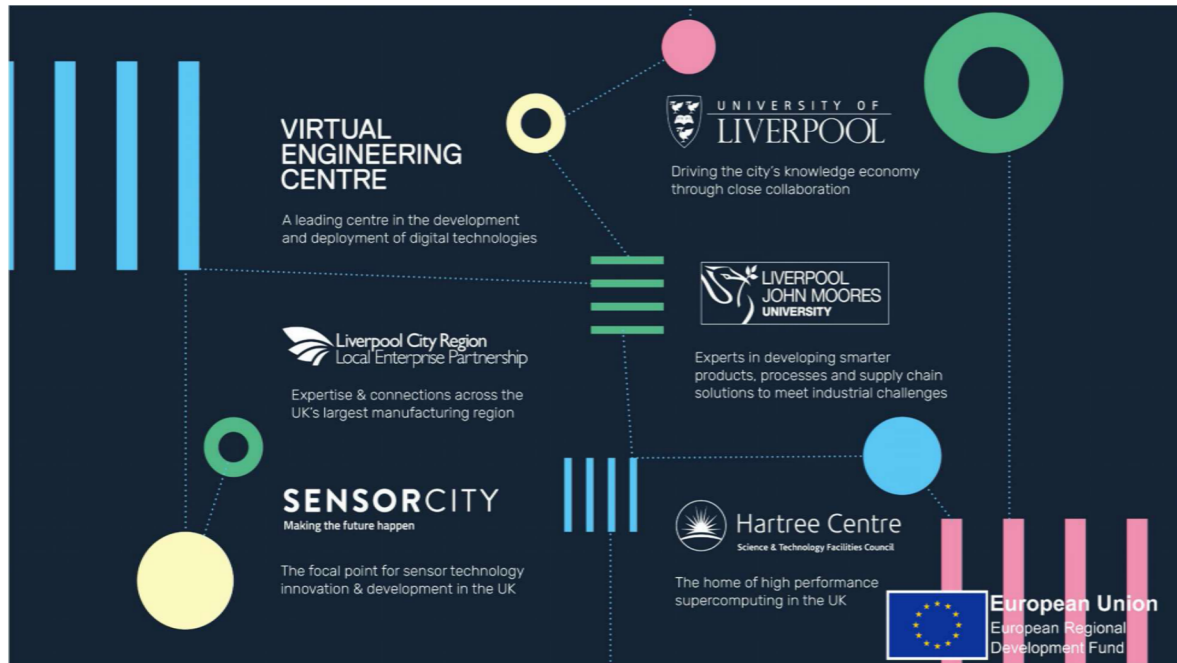 VIRTUAL
ENGINEERING
CENTRE
A leading centre in the development
and deployment of digital technologies
UNIVERSITY OF
LIVERPOOL
Driving the city's knowledge economy
through close collaboration
Liverpool City Region
Local Enterprise Partnership
Expertise & connections across the
UK's largest manufacturing region
LIVERPOOL
JOHN MOORES
UNIVERSITY
Experts in developing smarter
products, processes and supply chain
solutions to meet industrial challenges
SENSORCITY
Making the future happen
The focal point for sensor technology
innovation & development in the UK
Hartree Centre
Science & Technology Facilities Council
The home of high performance
supercomputing in the UK
European Union
European Regional
Development Fund